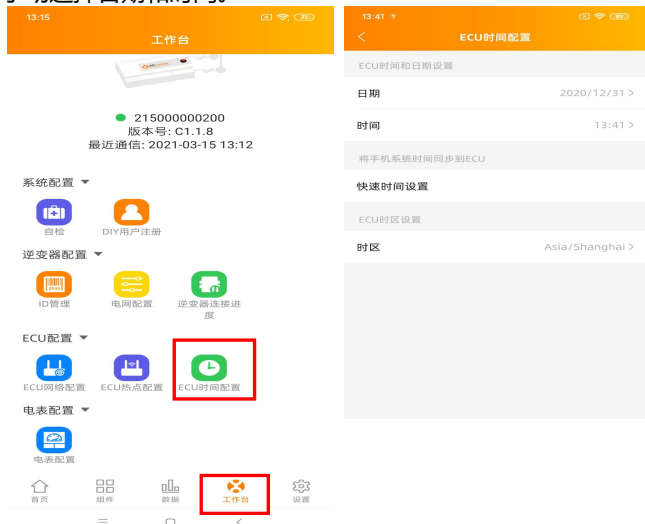 动选择日期和时间。
13:15
工作台
215000000200
版本号: C1.1.8
最近通信: 2021-03-15 13:12
系统配置
自检
DIY用户注册
逆变器配置
ID管理
电网配置
逆变器连接进度
ECU配置
ECU网络配置
ECU热点配置
ECU时间配置
电表配置
电表配置
首页
组件
数据
工作台
设置
13:41
ECU时间配置
ECU时间和日期设置
日期
2020/12/31 >
时间
13:41 >
将手机系统时间同步到ECU
快速时间设置
ECU时区设置
时区
Asia/Shanghai >